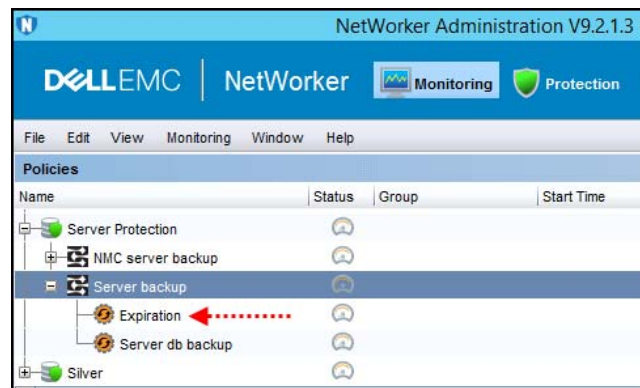 NetWorker Administration V9.2.1.3
DELLEMC NetWorker Monitoring Protection
File Edit View Monitoring Window Help
Policies
Name Status Group Start Time
Server Protection
NMC server backup
Server backup
Expiration
Server db backup
Silver